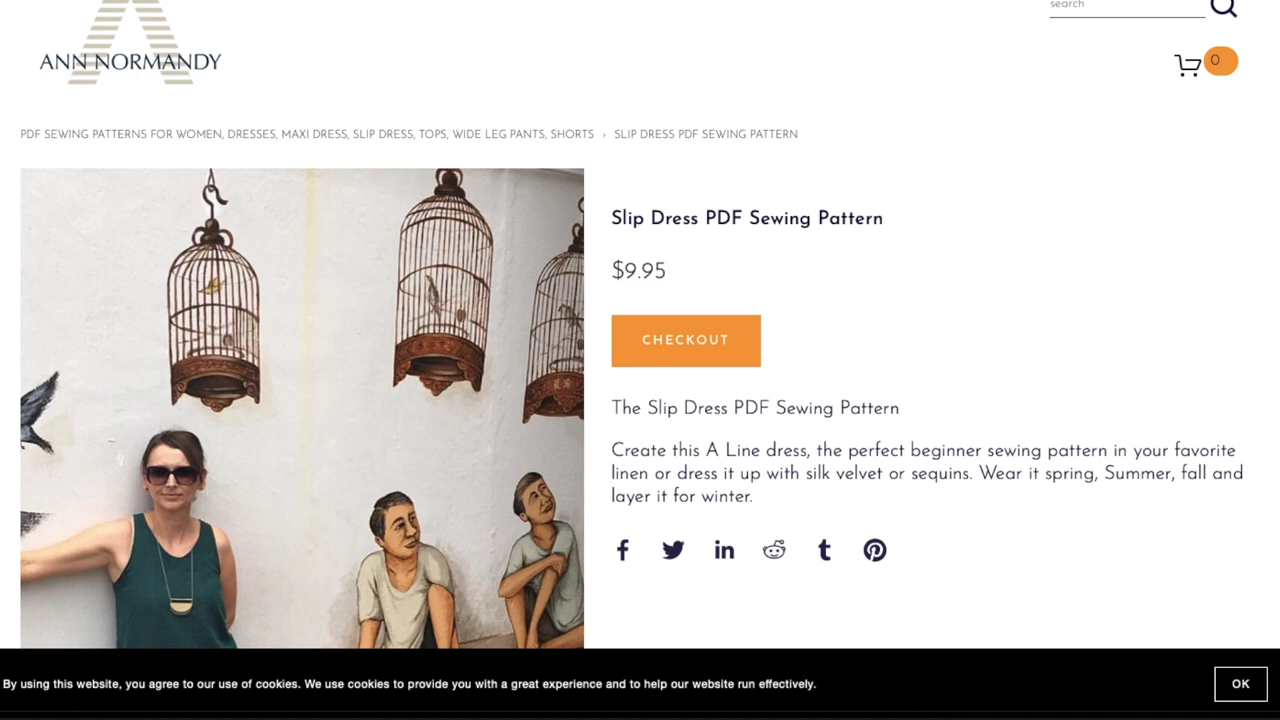 search
ANN NORMANDY
0
PDF SEWING PATTERNS FOR WOMEN, DRESSES, MAXI DRESS, SLIP DRESS, TOPS, WIDE LEG PANTS, SHORTS › SLIP DRESS PDF SEWING PATTERN
Slip Dress PDF Sewing Pattern
$9.95
CHECKOUT
The Slip Dress PDF Sewing Pattern
Create this A Line dress, the perfect beginner sewing pattern in your favorite
linen or dress it up with silk velvet or sequins. Wear it spring, Summer, fall and
layer it for winter.
By using this website, you agree to our use of cookies. We use cookies to provide you with a great experience and to help our website run effectively.
OK